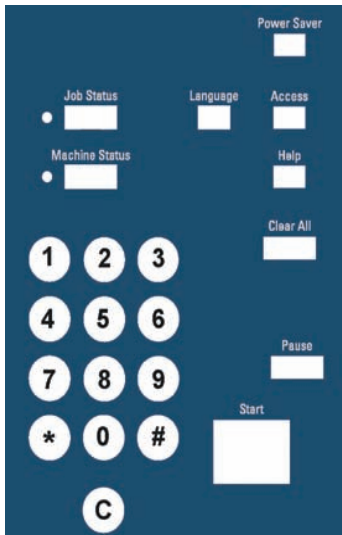 Power Saver
Job Status Language Access
Machine Status Help
Clear All
1 2 3
4 5 6
7 8 9
Pause
* 0 #
Start
C